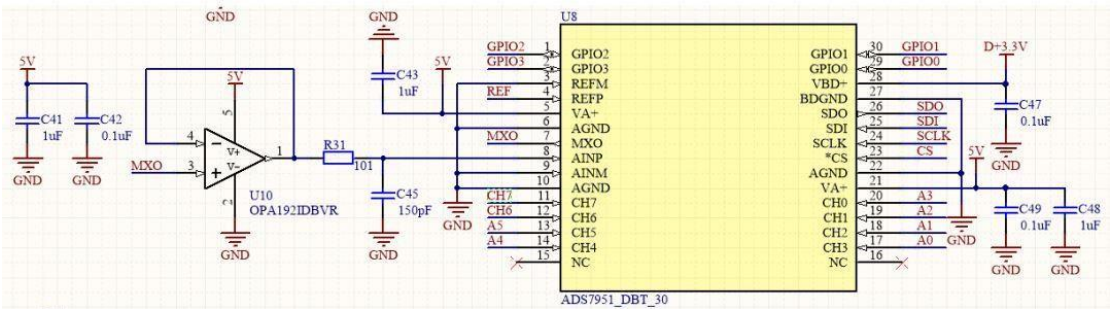 GND
U8
5V
C41
1uF
C42
0.1uF
GND
GND
5V
4
3
5
1
2
V+
V-
MXO
U10
OPA192IDBVR
GND
R31
101
C45
150pF
GND
GND
C43
1uF
5V
GND
GPIO2 1 GPIO2
GPIO3 2 GPIO3
3 REFM
REF 4 REFP
5 VA+
6 AGND
MXO 7 MXO
8 AINP
9 AINM
10 AGND
CH7 11 CH7
CH6 12 CH6
A5 13 CH5
A4 14 CH4
15 NC
GPIO1 30 GPIO1
GPIO0 29 GPIO0
VBD+ 28
BDGND 27
SDO 26 SDO
SDI 25 SDI
SCLK 24 SCLK
*CS 23 CS
AGND 22
VA+ 21
CH0 20 A3
CH1 19 A2
CH2 18 A1
CH3 17 A0
NC 16
ADS7951_DBT_30
D+3.3V
C47
0.1uF
GND
5V
GND
C49
0.1uF
GND
C48
1uF
GND